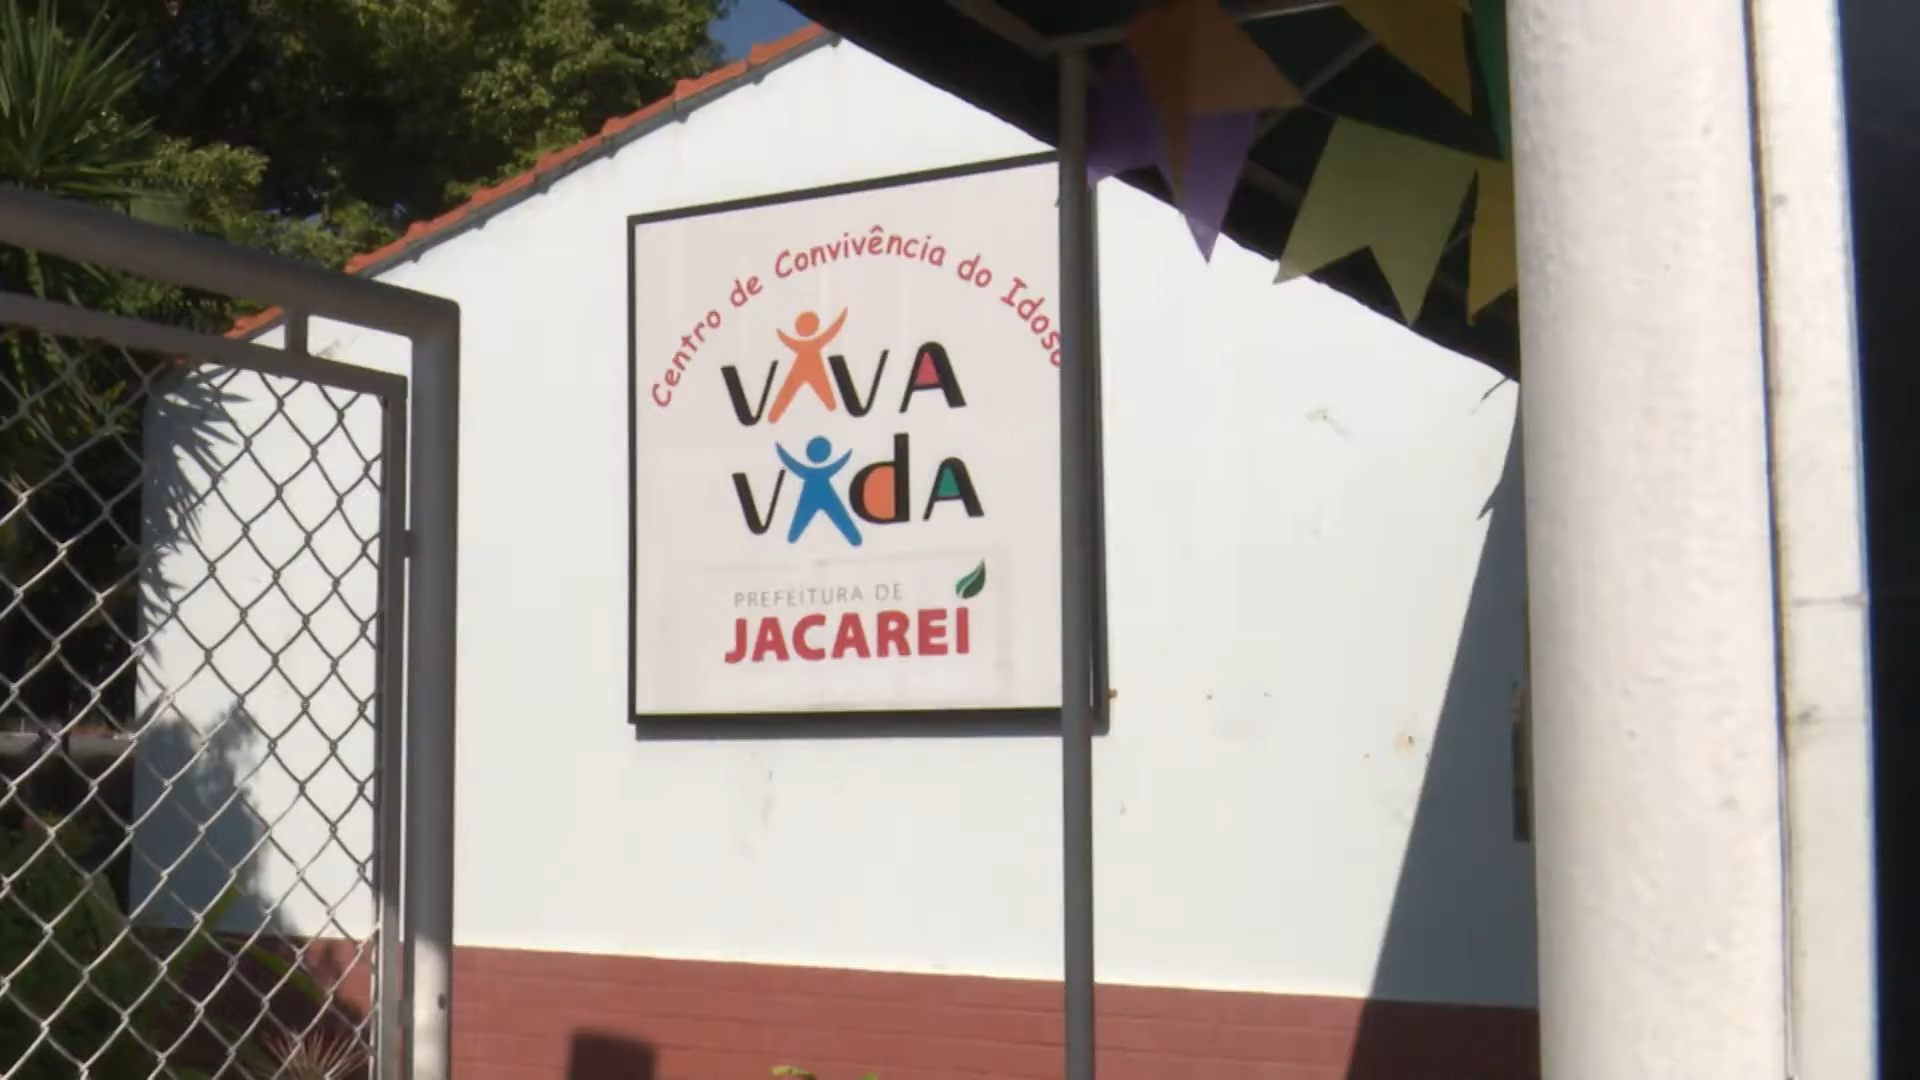 Centro de Convivência do Idoso
VIVA
VIdA
PREFEITURA DE
JACAREÍ